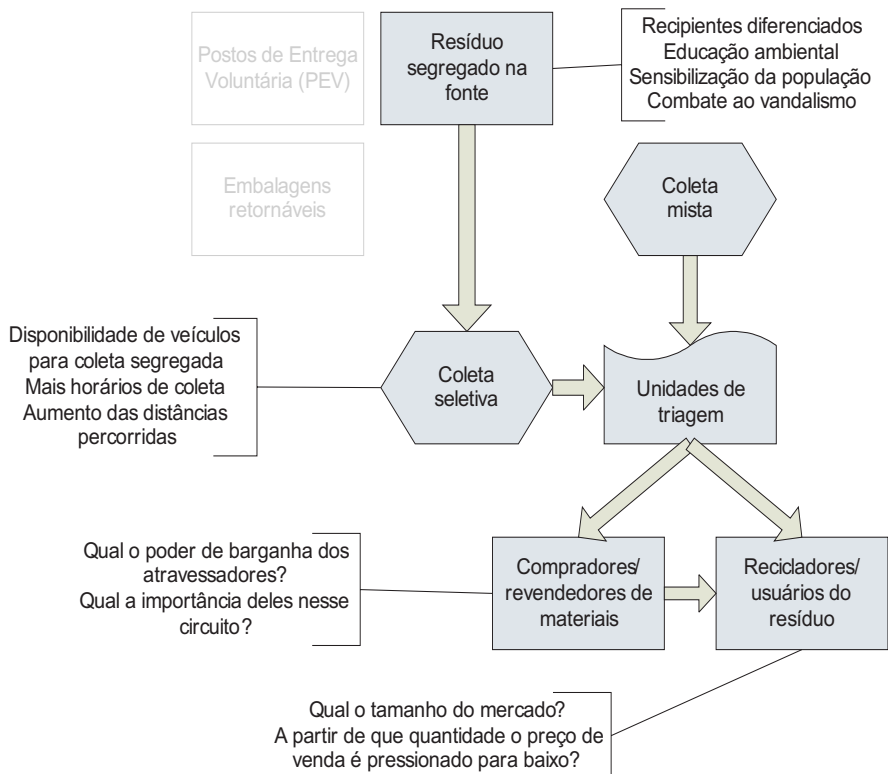 Postos de Entrega
Voluntária (PEV)
Resíduo
segregado na
fonte
Recipientes diferenciados
Educação ambiental
Sensibilização da população
Combate ao vandalismo
Embalagens
retornáveis
Coleta
mista
Disponibilidade de veículos
para coleta segregada
Mais horários de coleta
Aumento das distâncias
percorridas
Coleta
seletiva
Unidades de
triagem
Qual o poder de barganha dos
atravessadores?
Qual a importância deles nesse
circuito?
Compradores/
revendedores de
materiais
Recicladores/
usuários do
resíduo
Qual o tamanho do mercado?
A partir de que quantidade o preço de
venda é pressionado para baixo?